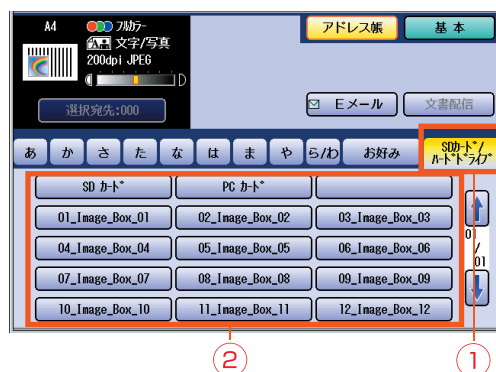 A4 フルカラー
文字/写真
200dpi JPEG
D
選択宛先:000
アドレス帳 基本
Eメール 文書配信
あ か さ た な は ま や ら/わ お気に入り SDカード/
ハードドライブ
SD カード PC カード
01_Image_Box_01 02_Image_Box_02 03_Image_Box_03
04_Image_Box_04 05_Image_Box_05 06_Image_Box_06
07_Image_Box_07 08_Image_Box_08 09_Image_Box_09
10_Image_Box_10 11_Image_Box_11 12_Image_Box_12
01
/
01
2 1